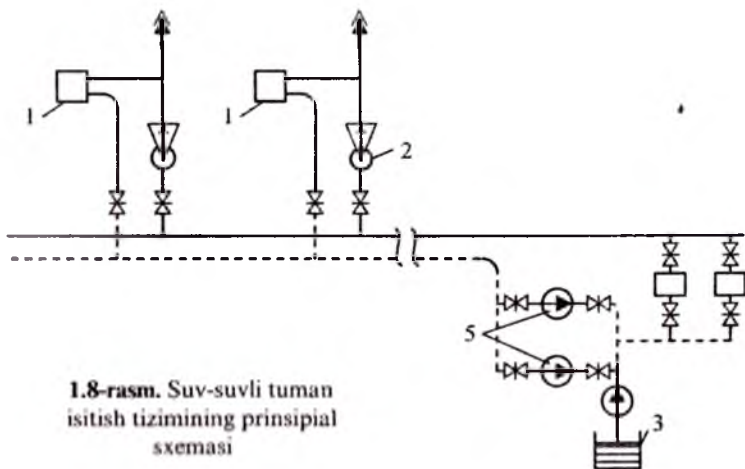 1
1
2
5
3
1.8-rasm. Suv-suvli tuman
isitish tizimining prinsipial
sxemasi